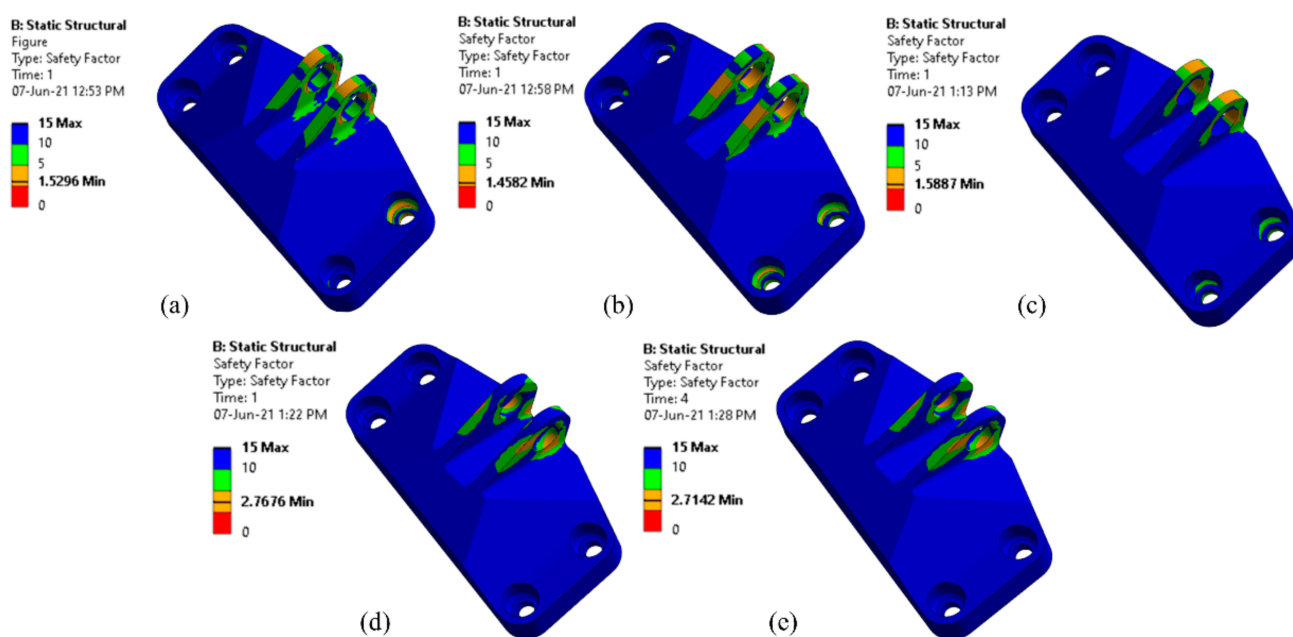 B: Static Structural
Figure
Type: Safety Factor
Time: 1
07-Jun-21 12:53 PM
15 Max
10
5
1.5296 Min
0
(a)
B: Static Structural
Safety Factor
Type: Safety Factor
Time: 1
07-Jun-21 12:58 PM
15 Max
10
5
1.4582 Min
0
(b)
B: Static Structural
Safety Factor
Type: Safety Factor
Time: 1
07-Jun-21 1:13 PM
15 Max
10
5
1.5887 Min
0
(c)
B: Static Structural
Safety Factor
Type: Safety Factor
Time: 1
07-Jun-21 1:22 PM
15 Max
10
2.7676 Min
0
(d)
B: Static Structural
Safety Factor
Type: Safety Factor
Time: 4
07-Jun-21 1:28 PM
15 Max
10
2.7142 Min
0
(e)